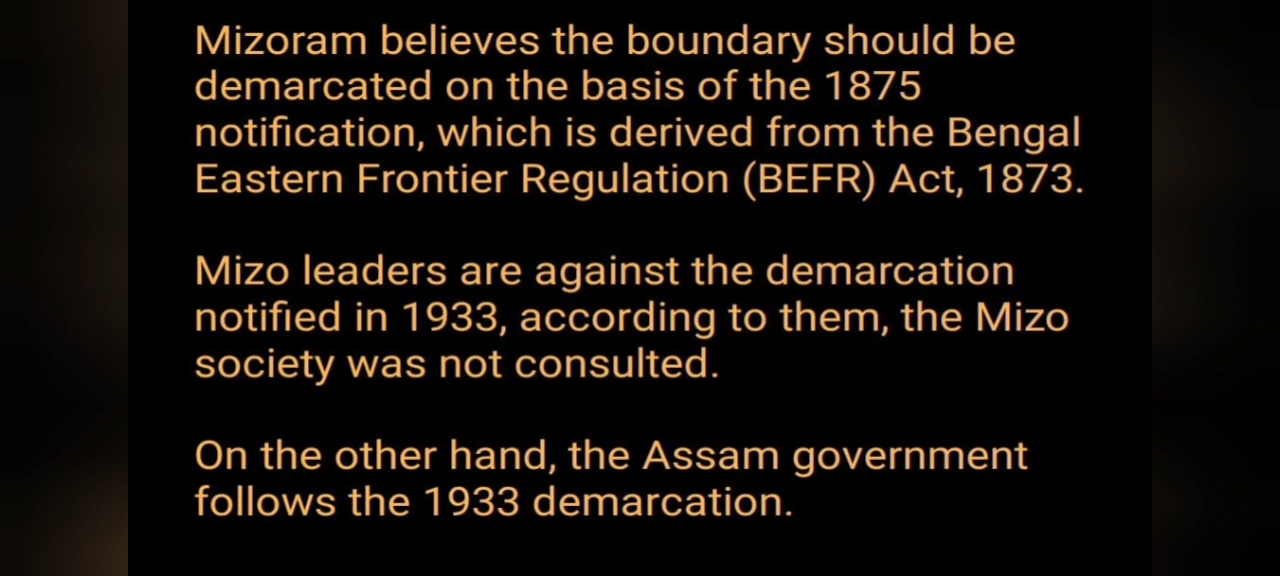 Mizoram believes the boundary should be
demarcated on the basis of the 1875
notification, which is derived from the Bengal
Eastern Frontier Regulation (BEFR) Act, 1873.
Mizo leaders are against the demarcation
notified in 1933, according to them, the Mizo
society was not consulted.
On the other hand, the Assam government
follows the 1933 demarcation.